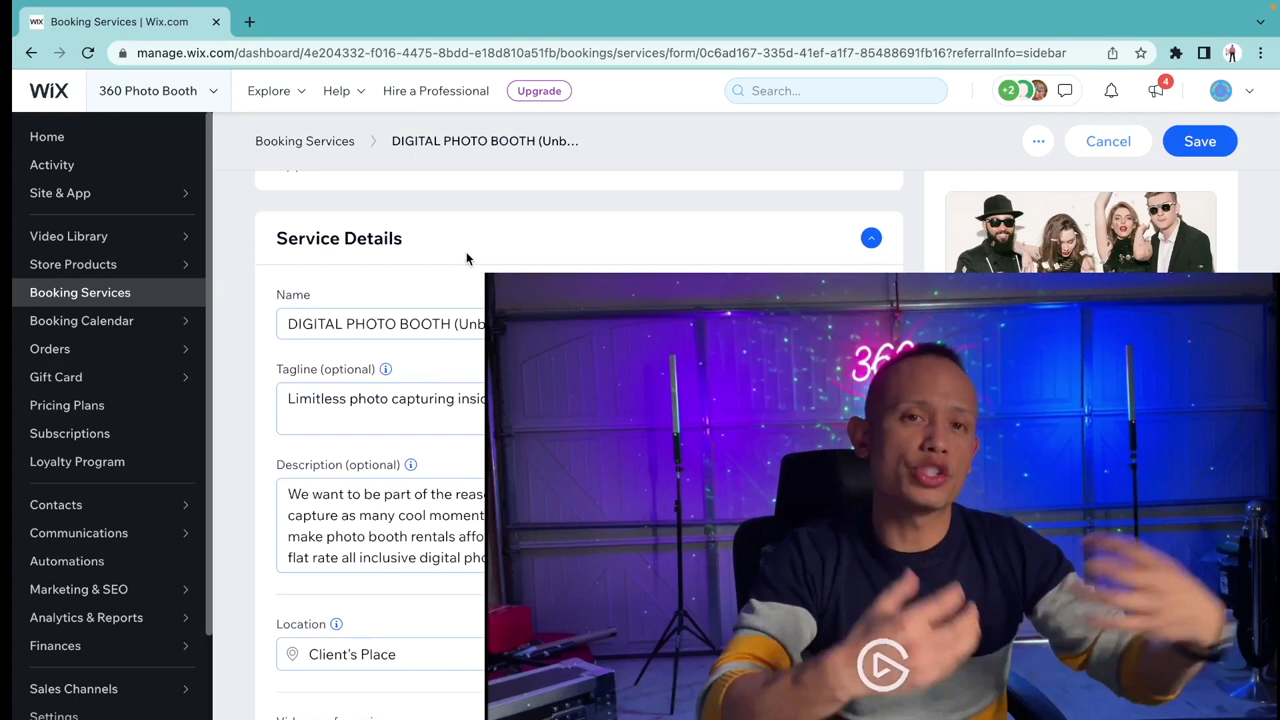 WIX
Booking Services | Wix.com
manage.wix.com/dashboard/4e204332-f016-4475-8bdd-e18d810a51fb/bookings/services/form/0c6ad167-335d-41ef-a1f7-85488691fb16?referralInfo=sidebar
WIX
360 Photo Booth
Explore
Help
Hire a Professional
Upgrade
Search...
+2
4
Home
Activity
Site & App
Video Library
Store Products
Booking Services
Booking Calendar
Orders
Gift Card
Pricing Plans
Subscriptions
Loyalty Program
Contacts
Communications
Automations
Marketing & SEO
Analytics & Reports
Finances
Sales Channels
Settings
Booking Services
DIGITAL PHOTO BOOTH (Unb...
Cancel
Save
Service Details
Name
DIGITAL PHOTO BOOTH (Unb
Tagline (optional)
Limitless photo capturing insid
Description (optional)
We want to be part of the reas
capture as many cool moment
make photo booth rentals affo
flat rate all inclusive digital pho
Location
Client's Place
360